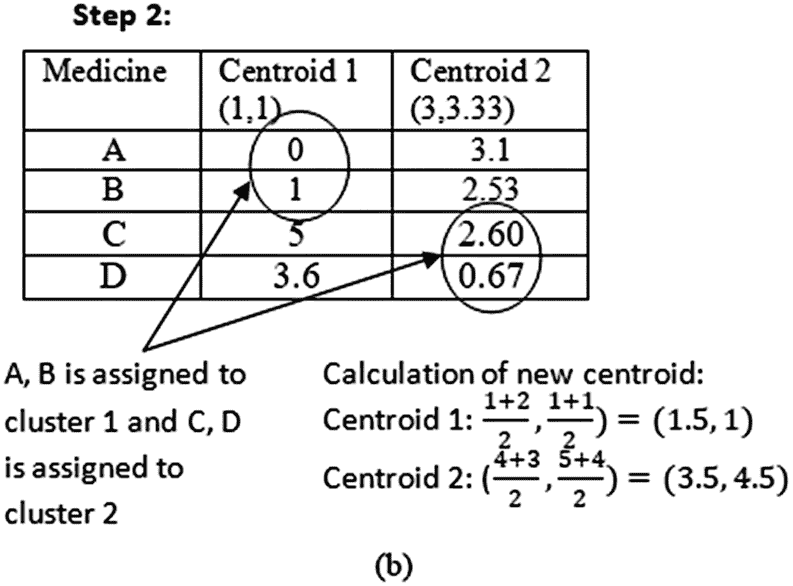 Step 2:
Medicine Centroid 1 (1,1) Centroid 2 (3,3.33)
A 0 3.1
B 1 2.53
C 5 2.60
D 3.6 0.67
A, B is assigned to
cluster 1 and C, D
is assigned to
cluster 2
Calculation of new centroid:
Centroid 1: 1+2/2 , 1+1/2) = (1.5, 1)
Centroid 2: (4+3/2 , 5+4/2) = (3.5, 4.5)
(b)